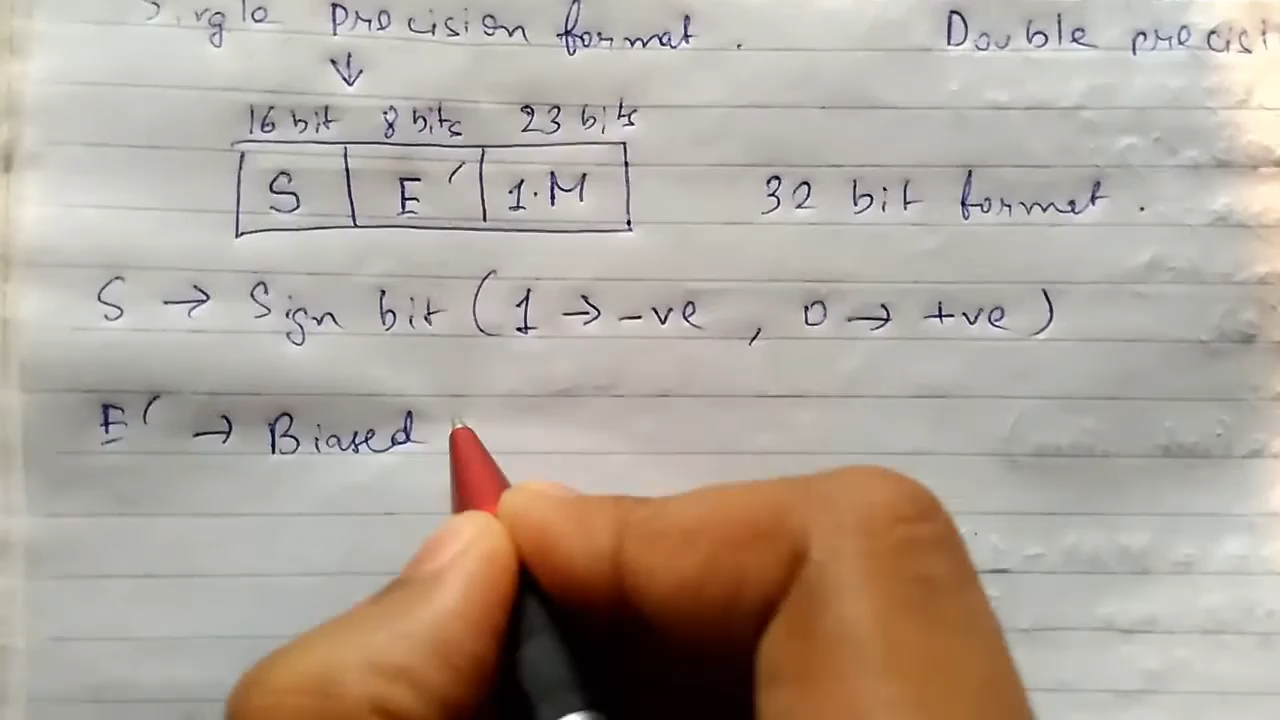 Single precision format . Double precisi
↓
16 bit 8 bits 23 bits
S E' 1.M 32 bit format .
S → Sign bit ( 1 → -ve , 0 → +ve )
E' → Biased